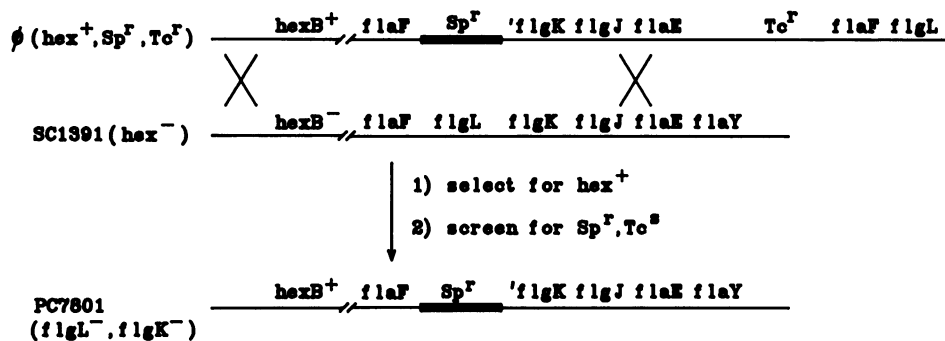 hexB⁺ flaF Spʳ 'flgK flgJ flaE Tcʳ flaF flgL
ø(hex⁺,Spʳ,Tcʳ)
hexB⁻ flaF flgL flgK flgJ flaE flaY
SC1391(hex⁻)
1) select for hex⁺
2) screen for Spʳ,Tcˢ
hexB⁺ flaF Spʳ 'flgK flgJ flaE flaY
PC7801
(flgL⁻,flgK⁻)